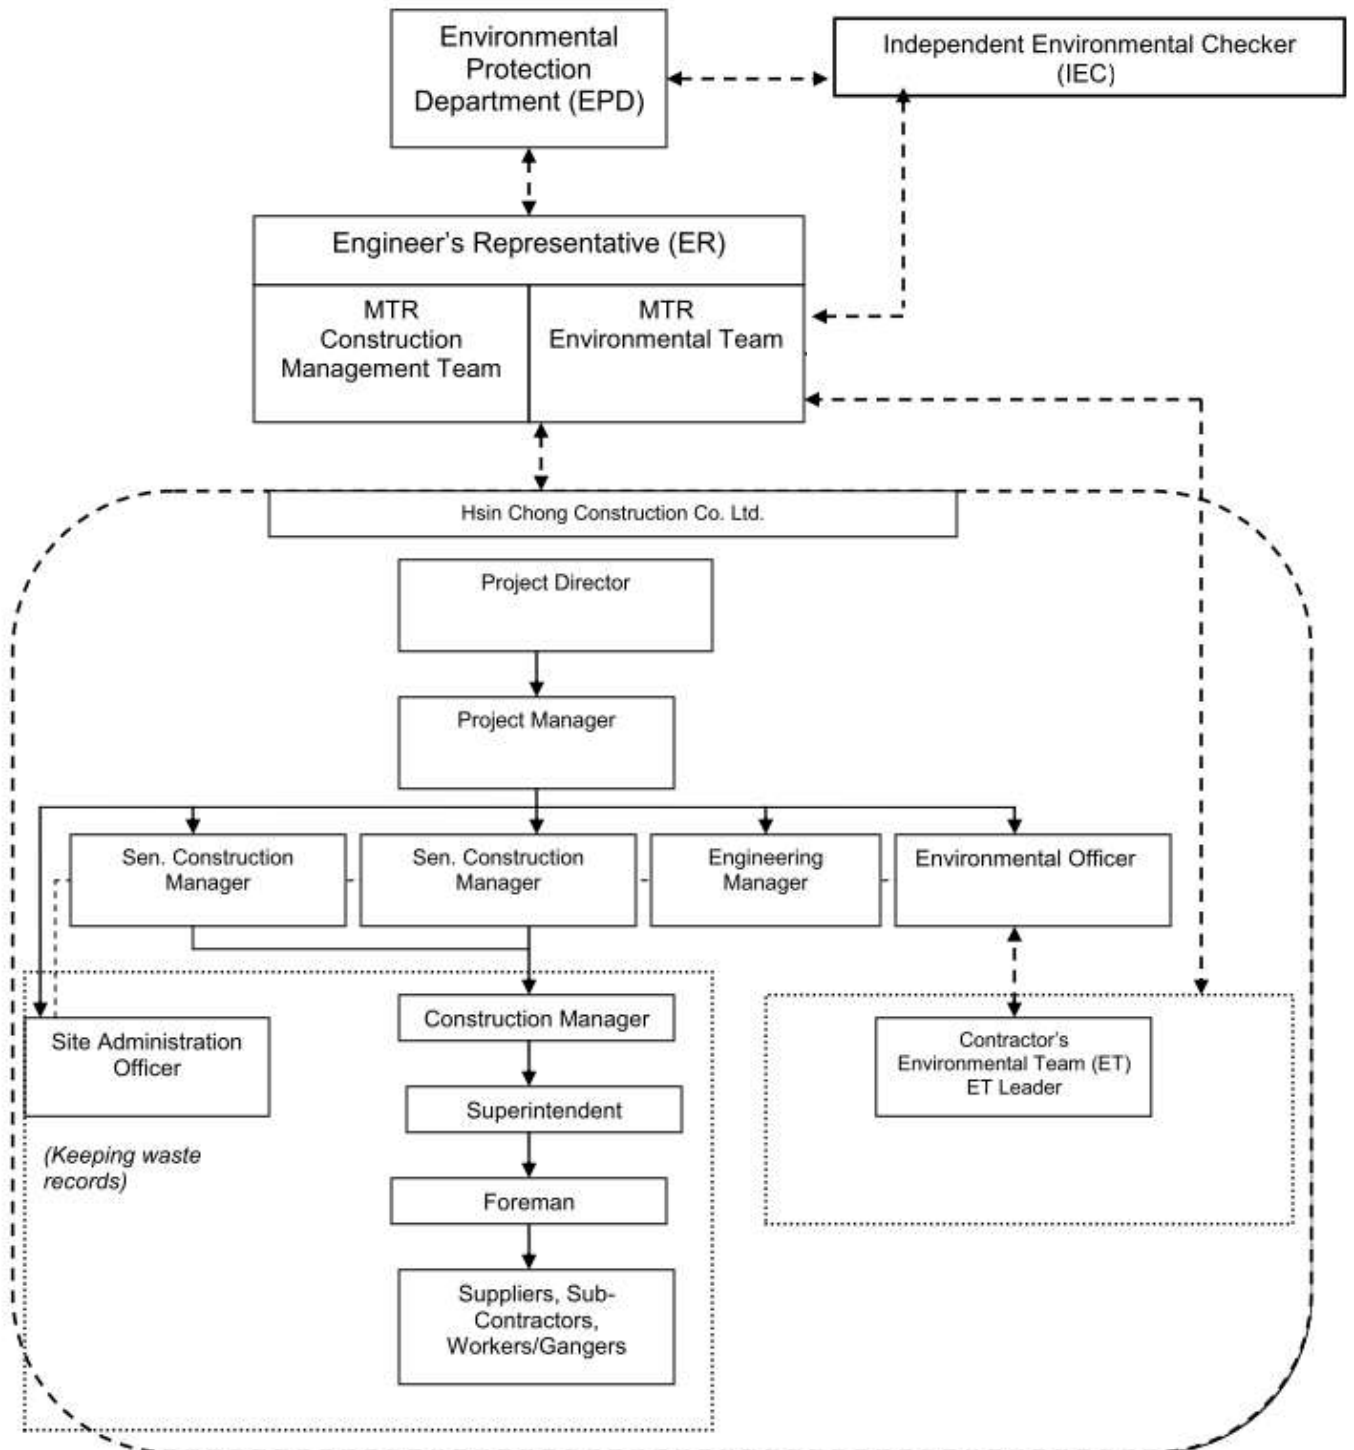 Environmental
Protection
Department (EPD)
Independent Environmental Checker
(IEC)
Engineer's Representative (ER)
MTR
Construction
Management Team
MTR
Environmental Team
Hsin Chong Construction Co. Ltd.
Project Director
Project Manager
Sen. Construction
Manager
Sen. Construction
Manager
Engineering
Manager
Environmental Officer
Site Administration
Officer
(Keeping waste
records)
Construction Manager
Superintendent
Foreman
Suppliers, Sub-
Contractors,
Workers/Gangers
Contractor's
Environmental Team (ET)
ET Leader